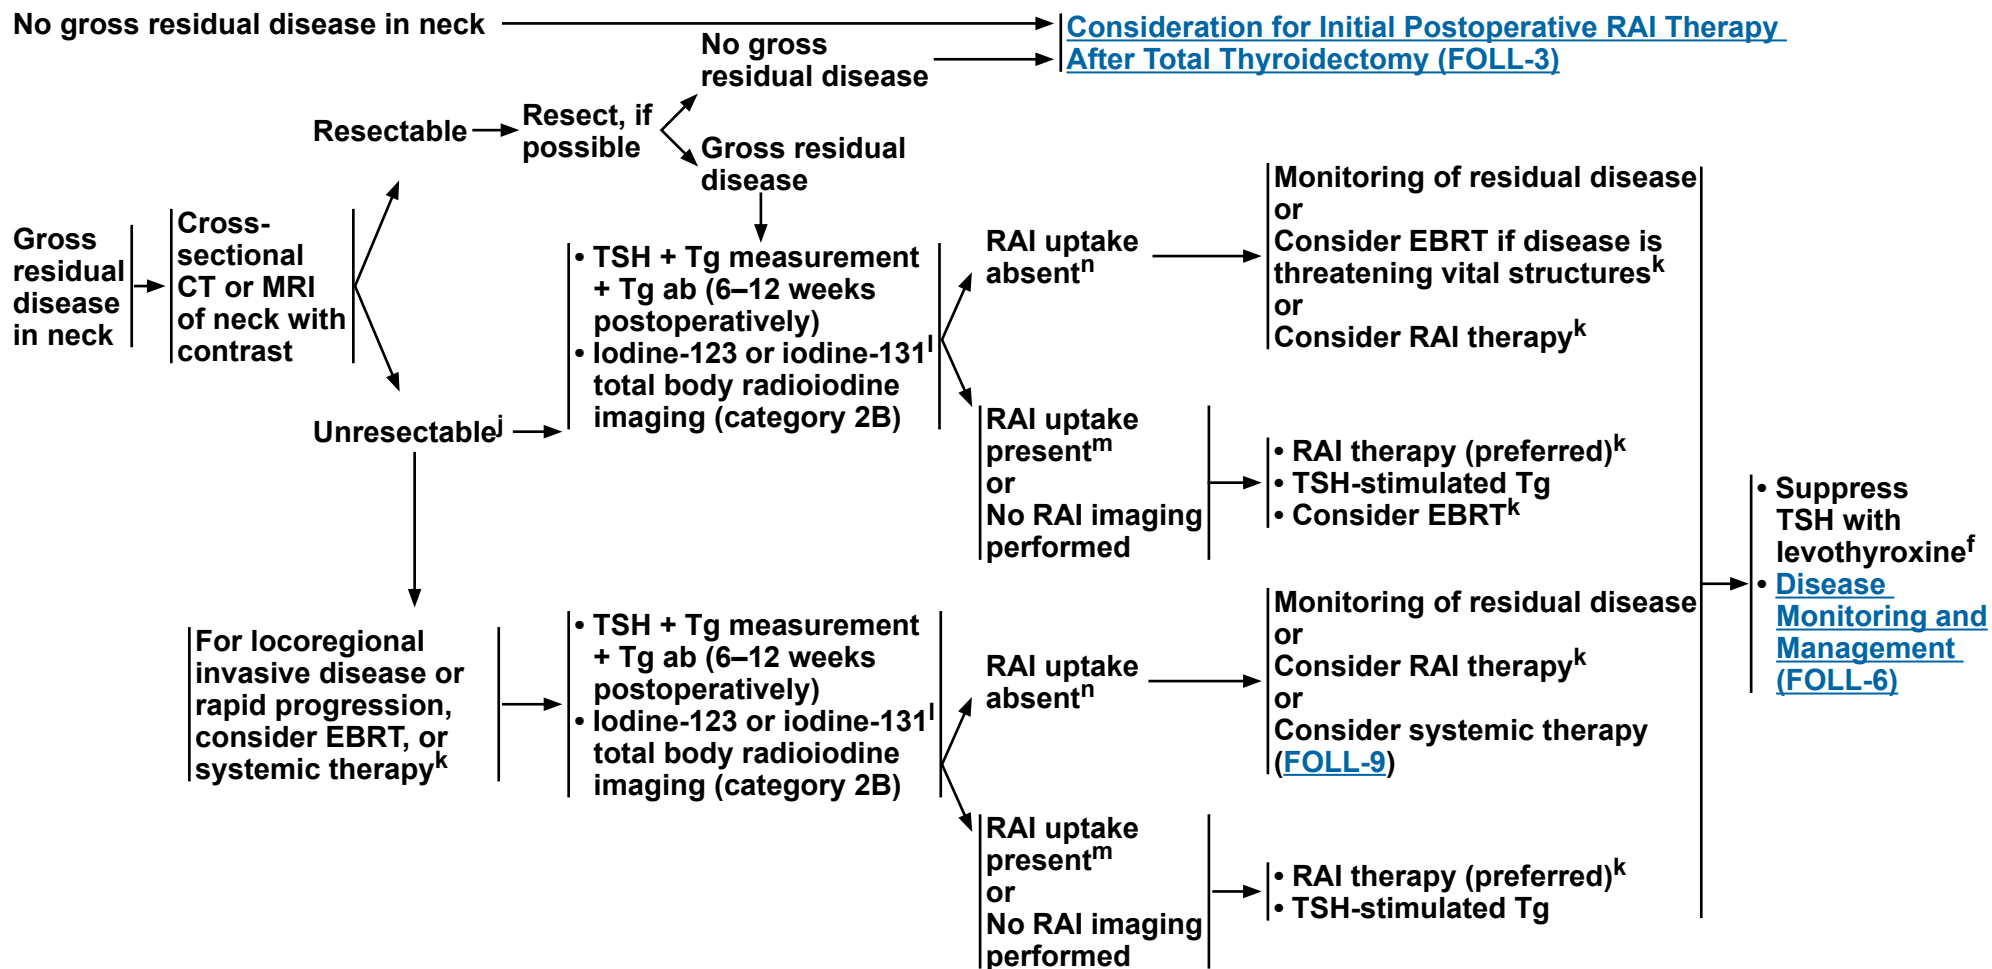 No gross residual disease in neck
Consideration for Initial Postoperative RAI Therapy
After Total Thyroidectomy (FOLL-3)
No gross
residual disease
Resectable
Resect, if
possible
Gross residual
disease
Gross
residual
disease
in neck
Cross-
sectional
CT or MRI
of neck with
contrast
Unresectablej
• TSH + Tg measurement
+ Tg ab (6–12 weeks
postoperatively)
• Iodine-123 or iodine-131l
total body radioiodine
imaging (category 2B)
RAI uptake
absentn
Monitoring of residual disease
or
Consider EBRT if disease is
threatening vital structuresk
or
Consider RAI therapyk
RAI uptake
presentm
or
No RAI imaging
performed
• RAI therapy (preferred)k
• TSH-stimulated Tg
• Consider EBRTk
For locoregional
invasive disease or
rapid progression,
consider EBRT, or
systemic therapyk
• TSH + Tg measurement
+ Tg ab (6–12 weeks
postoperatively)
• Iodine-123 or iodine-131l
total body radioiodine
imaging (category 2B)
RAI uptake
absentn
Monitoring of residual disease
or
Consider RAI therapyk
or
Consider systemic therapy
(FOLL-9)
RAI uptake
presentm
or
No RAI imaging
performed
• RAI therapy (preferred)k
• TSH-stimulated Tg
• Suppress
TSH with
levothyroxinef
• Disease
Monitoring and
Management
(FOLL-6)